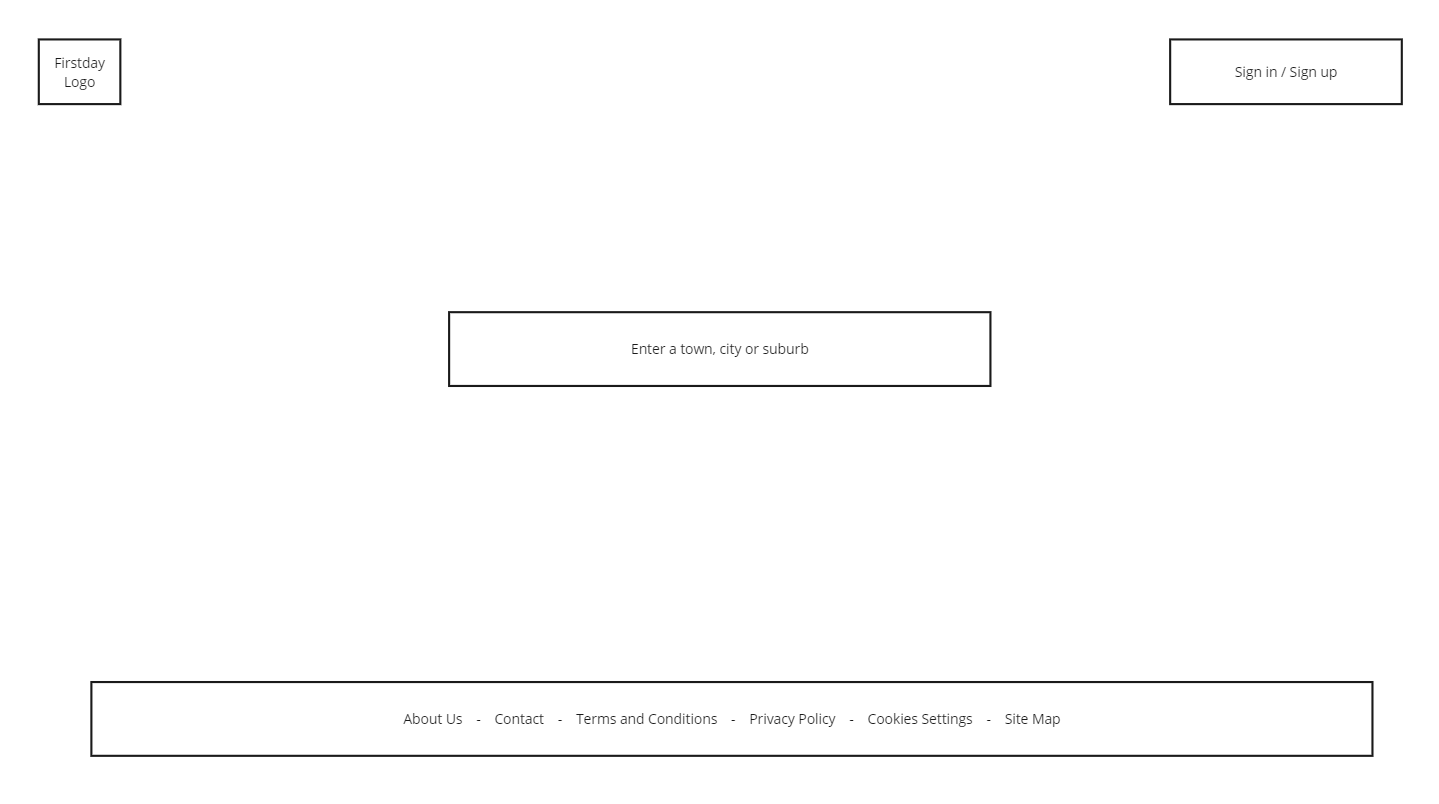 Firstday
Logo
Sign in / Sign up
Enter a town, city or suburb
About Us - Contact - Terms and Conditions - Privacy Policy - Cookies Settings - Site Map